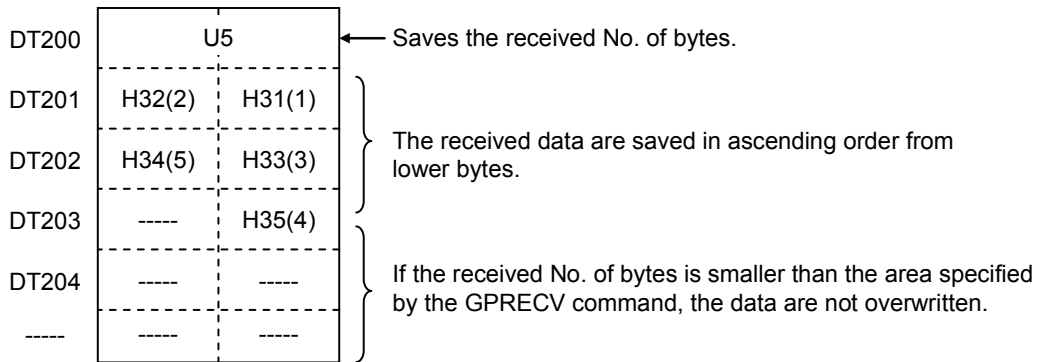 DT200 U5 Saves the received No. of bytes.
DT201 H32(2) H31(1)
The received data are saved in ascending order from
DT202 H34(5) H33(3)
lower bytes.
DT203 ----- H35(4)
If the received No. of bytes is smaller than the area specified
DT204 ----- -----
by the GPRECV command, the data are not overwritten.
----- ----- -----